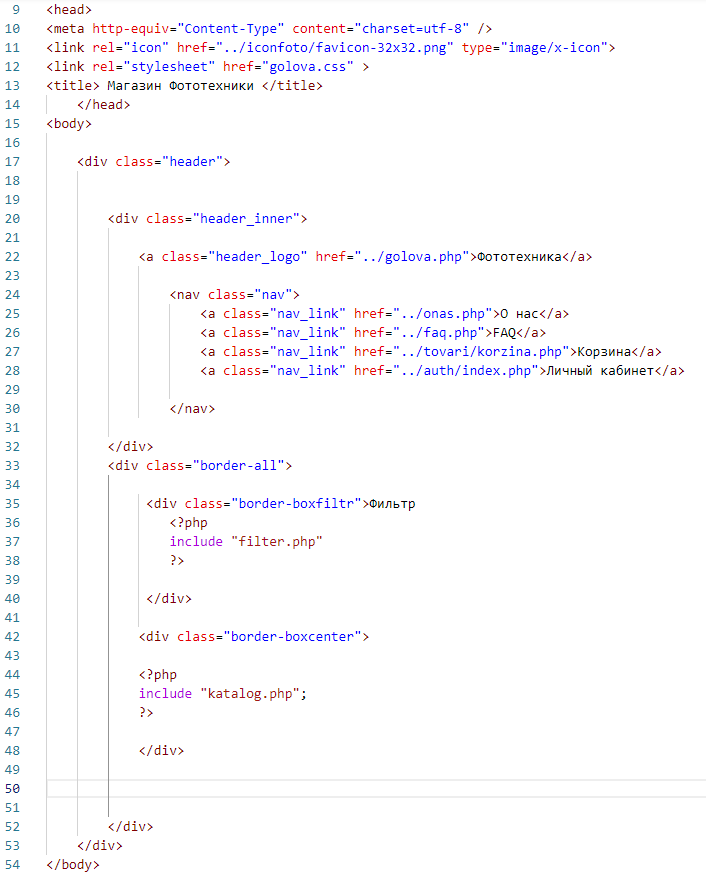 9 <head>
10 <meta http-equiv="Content-Type" content="charset=utf-8" />
11 <link rel="icon" href="../iconfoto/favicon-32x32.png" type="image/x-icon">
12 <link rel="stylesheet" href="golova.css" >
13 <title> Магазин Фототехники </title>
14 </head>
15 <body>
16
17 <div class="header">
18
19
20 <div class="header_inner">
21
22 <a class="header_logo" href="../golova.php">Фототехника</a>
23
24 <nav class="nav">
25 <a class="nav_link" href="../onas.php">О нас</a>
26 <a class="nav_link" href="../faq.php">FAQ</a>
27 <a class="nav_link" href="../tovari/korzina.php">Корзина</a>
28 <a class="nav_link" href="../auth/index.php">Личный кабинет</a>
29
30 </nav>
31
32 </div>
33 <div class="border-all">
34
35 <div class="border-boxfiltr">Фильтр
36 <?php
37 include "filter.php"
38 ?>
39
40 </div>
41
42 <div class="border-boxcenter">
43
44 <?php
45 include "katalog.php";
46 ?>
47
48 </div>
49
50
51
52 </div>
53 </div>
54 </body>